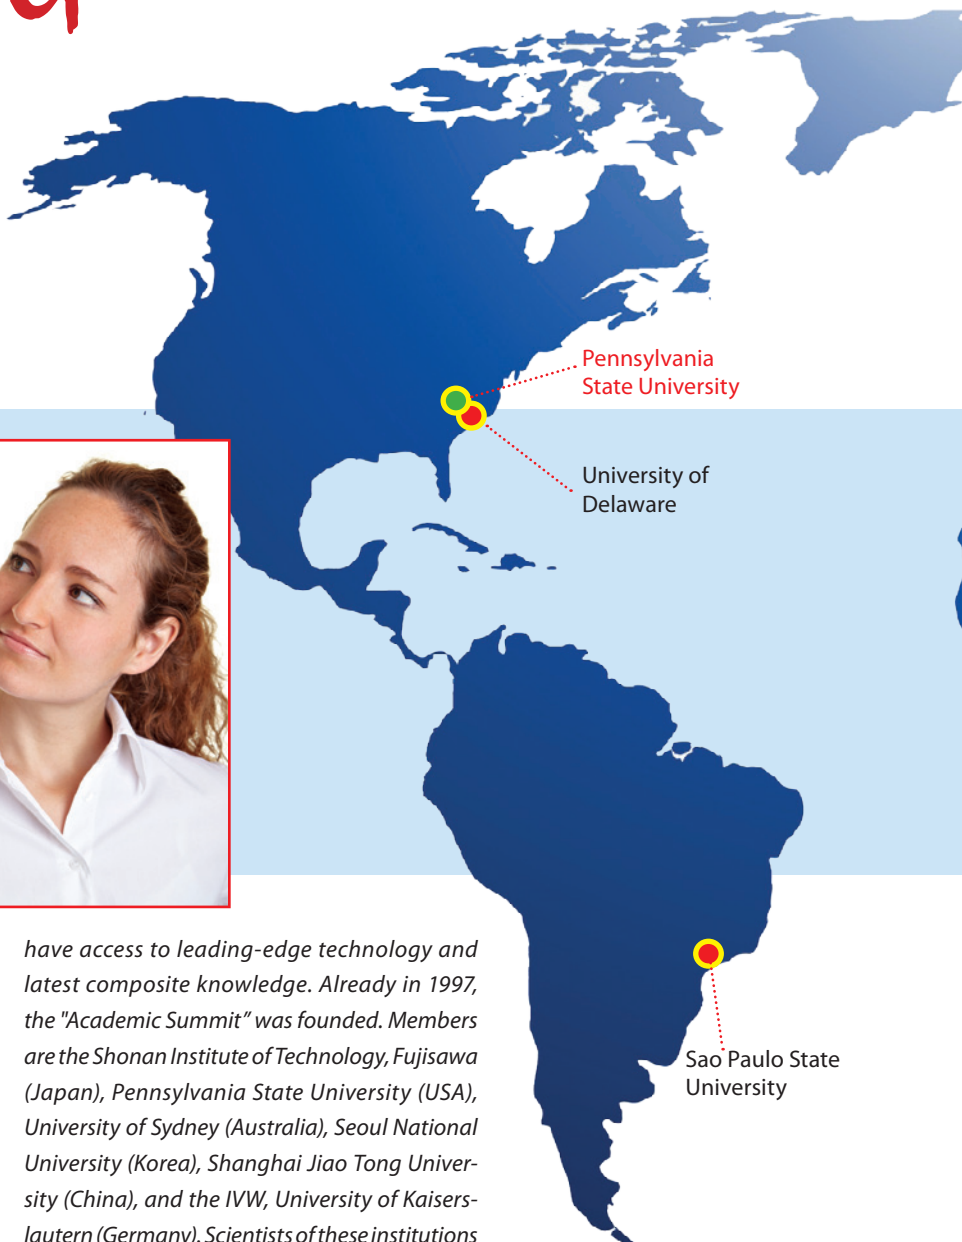 Pennsylvania
State University
University of
Delaware
have access to leading-edge technology and
latest composite knowledge. Already in 1997,
the "Academic Summit” was founded. Members
are the Shonan Institute of Technology, Fujisawa
(Japan), Pennsylvania State University (USA),
University of Sydney (Australia), Seoul National
University (Korea), Shanghai Jiao Tong Univer-
sity (China), and the IVW, University of Kaisers-
lautern (Germany). Scientists of these institutions
Sao Paulo State
University